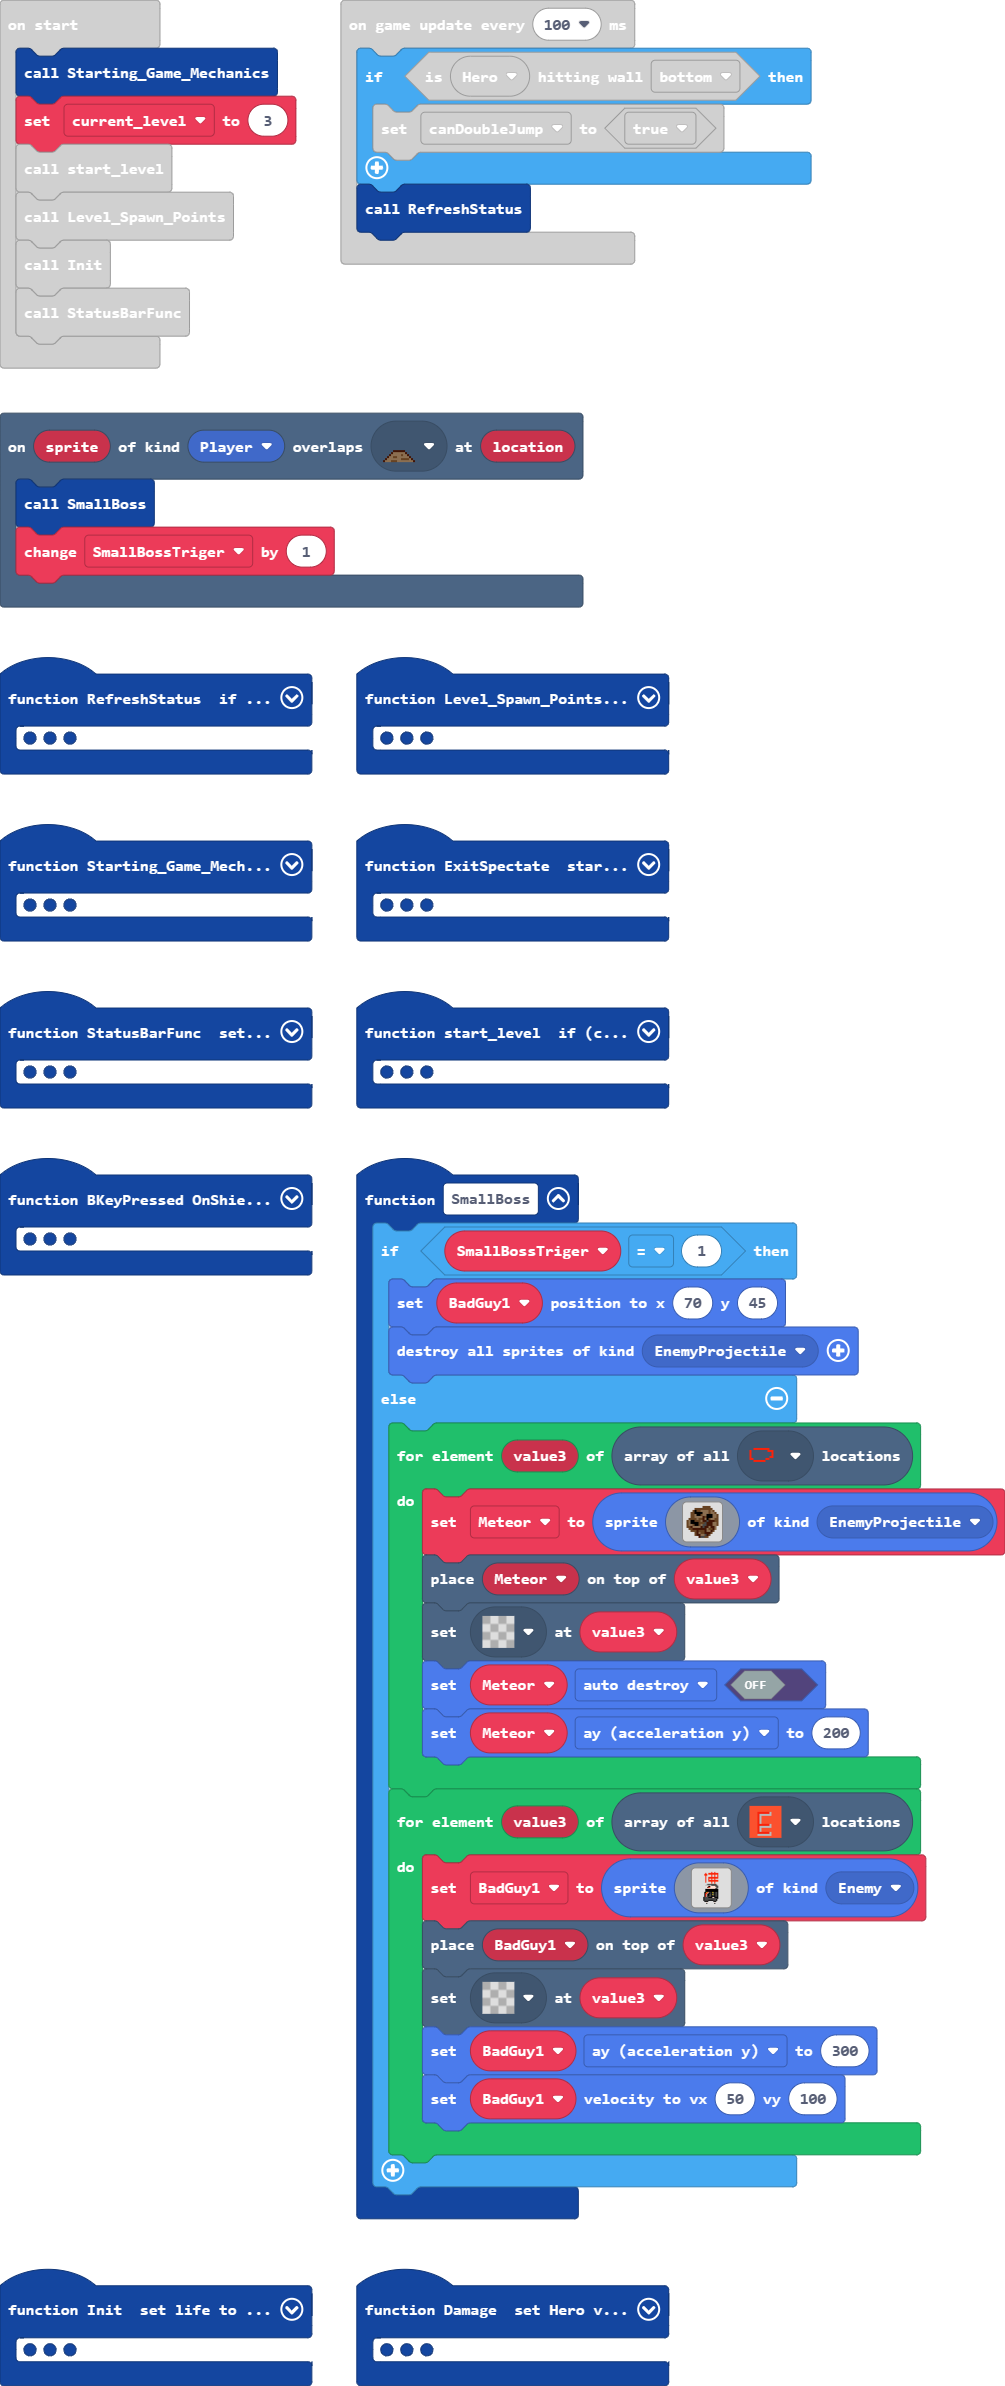 on start
call Starting_Game_Mechanics
set current_level to 3
call start_level
call Level_Spawn_Points
call Init
call StatusBarFunc
on game update every 100 ms
if is Hero hitting wall bottom then
set canDoubleJump to true
call RefreshStatus
on sprite of kind Player overlaps at location
call SmallBoss
change SmallBossTriger by 1
function RefreshStatus if ...
function Level_Spawn_Points...
function Starting_Game_Mech...
function ExitSpectate star...
function StatusBarFunc set...
function start_level if (c...
function BKeyPressed OnShie...
function SmallBoss
if SmallBossTriger = 1 then
set BadGuy1 position to x 70 y 45
destroy all sprites of kind EnemyProjectile
else
for element value3 of array of all locations
do
set Meteor to sprite of kind EnemyProjectile
place Meteor on top of value3
set at value3
set Meteor auto destroy OFF
set Meteor ay (acceleration y) to 200
for element value3 of array of all E locations
do
set BadGuy1 to sprite of kind Enemy
place BadGuy1 on top of value3
set at value3
set BadGuy1 ay (acceleration y) to 300
set BadGuy1 velocity to vx 50 vy 100
function Init set life to ...
function Damage set Hero v...